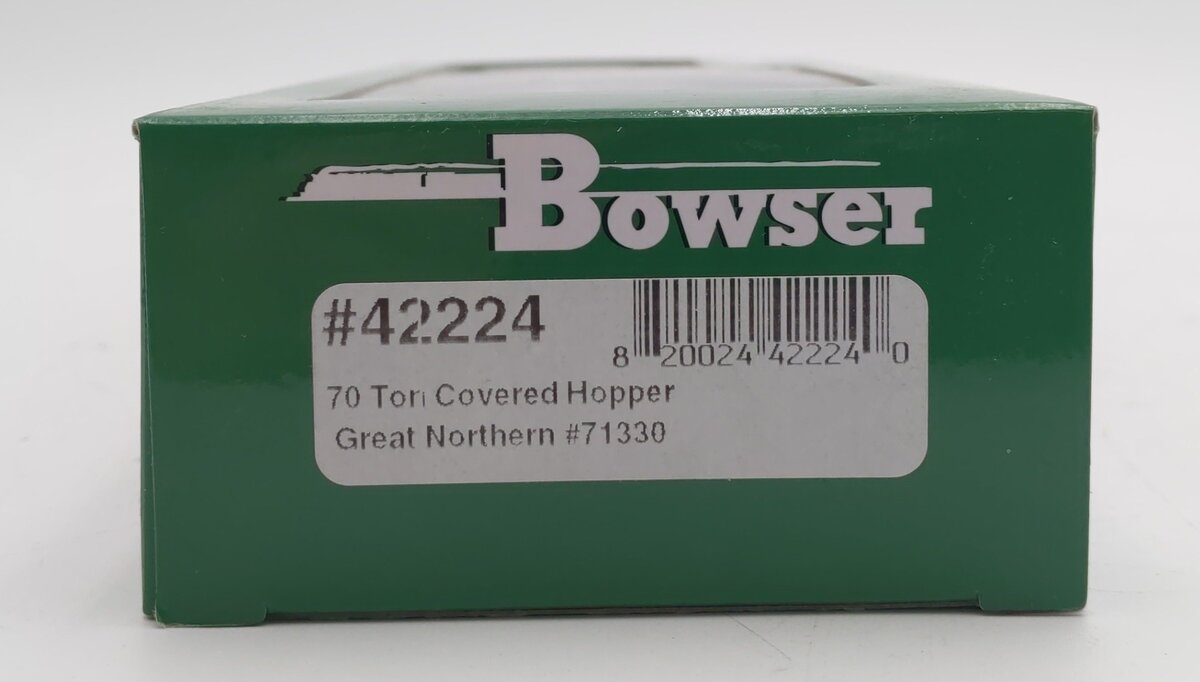 Bowser
#42224
8 20024 42224 0
70 Ton Covered Hopper
Great Northern #71330